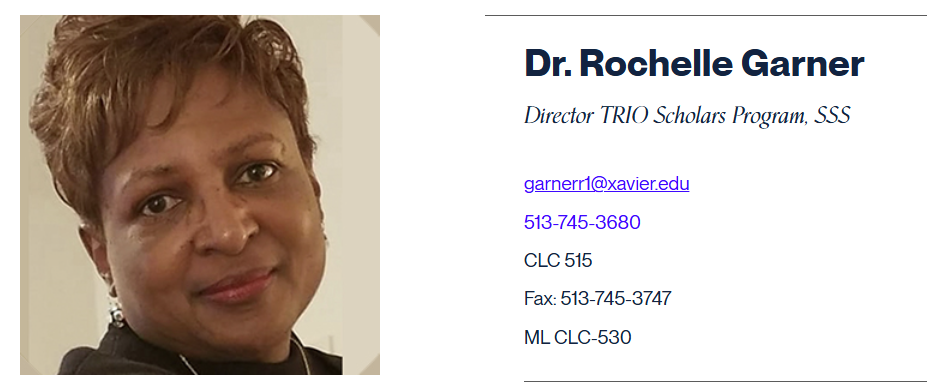 Dr. Rochelle Garner
Director TRIO Scholars Program, SSS
garnerr1@xavier.edu
513-745-3680
CLC 515
Fax: 513-745-3747
ML CLC-530